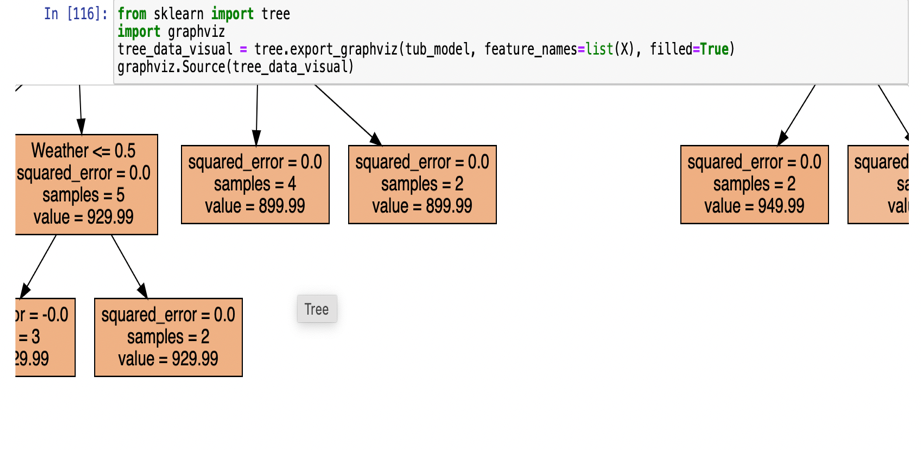 In [116]:
from sklearn import tree
import graphviz
tree_data_visual = tree.export_graphviz(tub_model, feature_names=list(X), filled=True)
graphviz.Source(tree_data_visual)
Weather <= 0.5
squared_error = 0.0
samples = 5
value = 929.99
squared_error = 0.0
samples = 4
value = 899.99
squared_error = 0.0
samples = 2
value = 899.99
squared_error = 0.0
samples = 2
value = 949.99
squared
sa
val
or = -0.0
= 3
29.99
squared_error = 0.0
samples = 2
value = 929.99
Tree